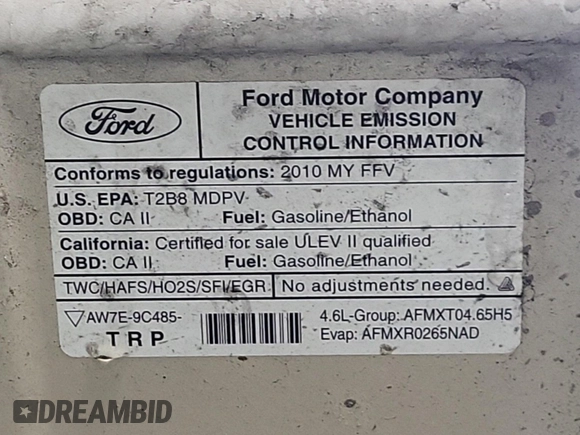 Ford
Ford Motor Company
VEHICLE EMISSION
CONTROL INFORMATION
Conforms to regulations: 2010 MY FFV
U.S. EPA: T2B8 MDPV
OBD: CA II Fuel: Gasoline/Ethanol
California: Certified for sale ULEV II qualified
OBD: CA II Fuel: Gasoline/Ethanol
TWC/HAFS/HO2S/SFI/EGR No adjustments needed.
AW7E-9C485-
TRP
4.6L-Group: AFMXT04.65H5
Evap: AFMXR0265NAD
DREAMBID